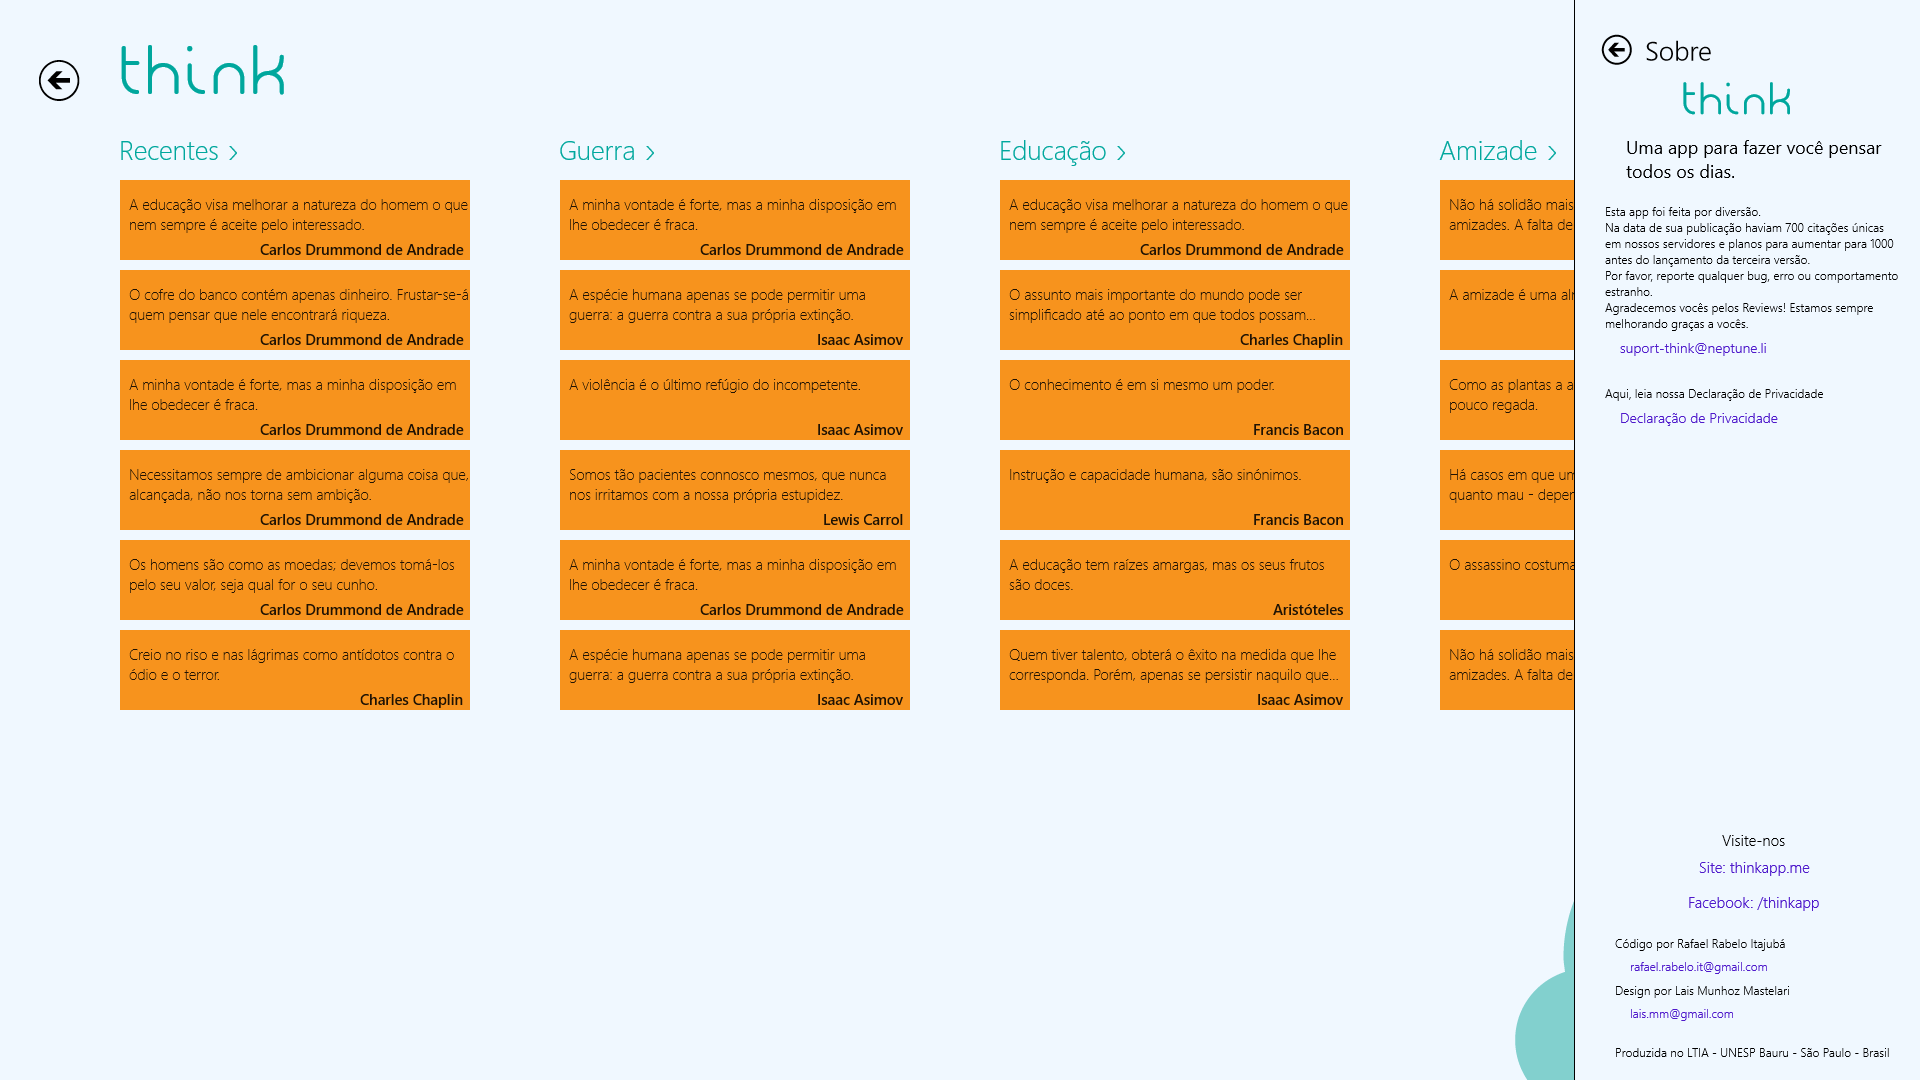 think
Recentes
A educação visa melhorar a natureza do homem o que
nem sempre é aceite pelo interessado.
Carlos Drummond de Andrade
O cofre do banco contém apenas dinheiro. Frustar-se-á
quem pensar que nele encontrará riqueza.
Carlos Drummond de Andrade
A minha vontade é forte, mas a minha disposição em
lhe obedecer é fraca.
Carlos Drummond de Andrade
Necessitamos sempre de ambicionar alguma coisa que,
alcançada, não nos torna sem ambição.
Carlos Drummond de Andrade
Os homens são como as moedas; devemos tomá-los
pelo seu valor, seja qual for o seu cunho.
Carlos Drummond de Andrade
Creio no riso e nas lágrimas como antídotos contra o
ódio e o terror.
Charles Chaplin
Guerra
A minha vontade é forte, mas a minha disposição em
lhe obedecer é fraca.
Carlos Drummond de Andrade
A espécie humana apenas se pode permitir uma
guerra: a guerra contra a sua própria extinção.
Isaac Asimov
A violência é o último refúgio do incompetente.
Isaac Asimov
Somos tão pacientes connosco mesmos, que nunca
nos irritamos com a nossa própria estupidez.
Lewis Carrol
A minha vontade é forte, mas a minha disposição em
lhe obedecer é fraca.
Carlos Drummond de Andrade
A espécie humana apenas se pode permitir uma
guerra: a guerra contra a sua própria extinção.
Isaac Asimov
Educação
A educação visa melhorar a natureza do homem o que
nem sempre é aceite pelo interessado.
Carlos Drummond de Andrade
O assunto mais importante do mundo pode ser
simplificado até ao ponto em que todos possam...
Charles Chaplin
O conhecimento é em si mesmo um poder.
Francis Bacon
Instrução e capacidade humana, são sinónimos.
Francis Bacon
A educação tem raízes amargas, mas os seus frutos
são doces.
Aristóteles
Quem tiver talento, obterá o êxito na medida que lhe
corresponda. Porém, apenas se persistir naquilo que...
Isaac Asimov
Amizade
Não há solidão mais
amizades. A falta de
A amizade é uma
Como as plantas a
pouco regada.
Há casos em que
quanto mau -
O assassino
Não há solidão mais
amizades. A falta de
Sobre
think
Uma app para fazer você pensar
todos os dias.
Esta app foi feita por diversão.
Na data de sua publicação haviam 700 citações únicas
em nossos servidores e planos para aumentar para 1000
antes do lançamento da terceira versão.
Por favor, reporte qualquer bug, erro ou comportamento
estranho.
Agradecemos vocês pelos Reviews! Estamos sempre
melhorando graças a vocês.
suport-think@neptune.li
Aqui, leia nossa Declaração de Privacidade
Declaração de Privacidade
Visite-nos
Site: thinkapp.me
Facebook: /thinkapp
Código por Rafael Rabelo Itajubá
rafael.rabelo.it@gmail.com
Design por Lais Munhoz Mastelari
lais.mm@gmail.com
Produzida no LTIA - UNESP Bauru - São Paulo - Brasil